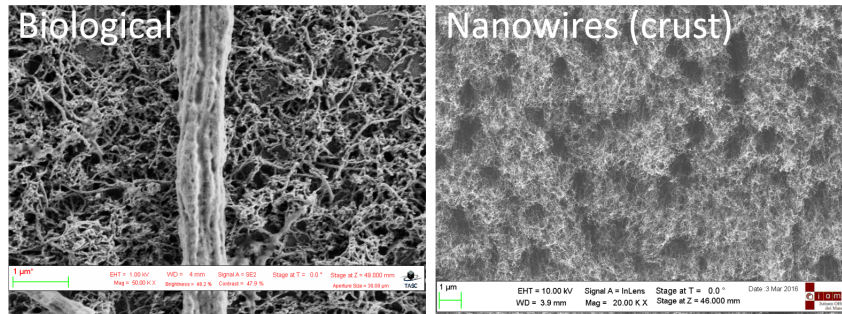 Biological
1 µm*
EHT = 1.00 kV WD = 4 mm Signal A = SE2 Stage at T = 0.0 ° Stage at Z = 49.000 mm
Mag = 50.00 K X Brightness = 49.2 % Contrast = 47.9 %
TASC
Nanowires (crust)
1 µm
EHT = 10.00 kV Signal A = InLens Stage at T = 0.0 ° Date :3 Mar 2016
WD = 3.9 mm Mag = 20.00 K X Stage at Z = 46.000 mm
iom